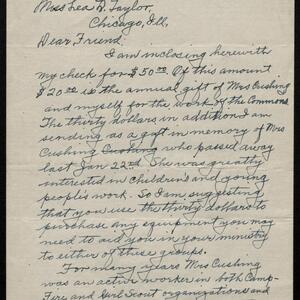 Miss Lea D. Taylor,
Chicago, Ill,
Dear Friend:
I am inclosing herewith
my check for $50.00 Of this amount
$20.00 is the annual gift of Mrs Cushing
and myself for the work of the Commons.
The thirty dollars in addition I am
sending as a gift in memory of Mrs
Cushing Cushing who passed away
last Jan 22nd. She was greatly
interested in children's and young
people's work. So I am suggesting
that you use the thirty dollars to
purchase any equipment you may
need to aid you in your ministry
to either of these groups.
For many years Mrs Cushing
was an active worker in both Camp-
Fire and Girl Scout organizations and